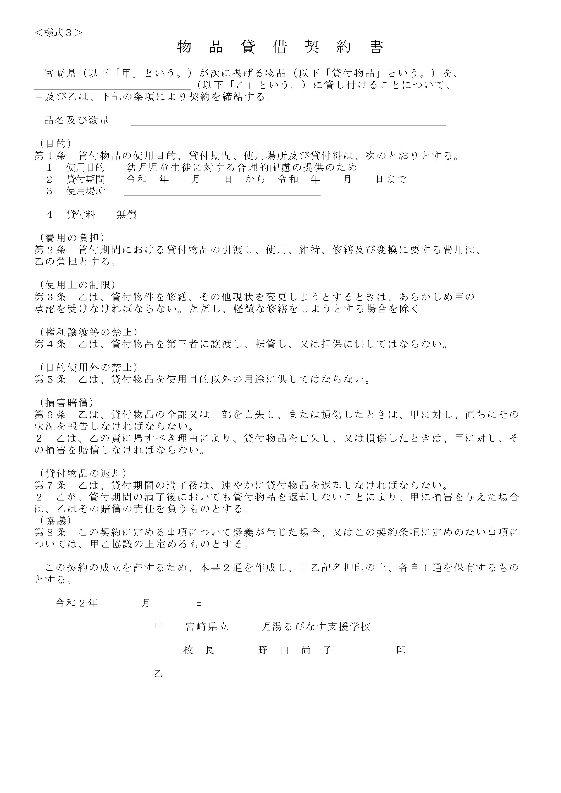 ＜様式３＞
物 品 貸 借 契 約 書
宮崎県（以下「甲」という。）が次に掲げる物品（以下「貸付物品」という。）を、
（以下「乙」という。）に貸し付けることについて、
甲及び乙は、下記の条項により契約を締結する。
品名及び数量
（目的）
第１条　貸付物品の使用目的、貸付期間、使用場所及び貸付料は、次のとおりとする。
１　使用目的　幼児児童生徒に対する合理的配慮の提供のため
２　貸付期間　令和　年　月　日　から　令和　年　月　日まで
３　使用場所
４　貸付料　無償
（費用の負担）
第２条　貸付期間における貸付物品の引渡し、使用、維持、修繕及び変換に要する費用は、
乙の負担とする。
（使用上の制限）
第３条　乙は、貸付物件を修繕、その他現状を変更しようとするときは、あらかじめ甲の
承認を受けなければならない。ただし、軽微な修繕をしようとする場合を除く
（権利譲渡等の禁止）
第４条　乙は、貸付物品を第三者に譲渡し、転貸し、又は担保に供してはならない。
（目的使用外の禁止）
第５条　乙は、貸付物品を使用目的以外の用途に供してはならない。
（損害賠償）
第６条　乙は、貸付物品の全部又は一部を亡失し、または損傷したときは、甲に対し、直ちにその
状況を報告しなければならない。
２　乙は、乙の責に帰すべき理由により、貸付物品を亡失し、又は損傷したときは、甲に対し、そ
の損害を賠償しなければならない。
（貸付物品の返却）
第７条　乙は、貸付期間の満了後は、速やかに貸付物品を返却しなければならない。
２　乙が、貸付期間の満了後においても貸付物品を返却しないことにより、甲に損害を与えた場合
は、乙はその賠償の責任を負うものとする。
（疑義）
第８条　この契約に定める事項について疑義が生じた場合、又はこの契約条項に定めのない事項に
ついては、甲乙協議の上定めるものとする。
この契約の成立を証するため、本書２通を作成し、甲乙記名押印の上、各自１通を保有するもの
とする。
令和２年　月　日
甲　宮崎県立　児湯るぴなす支援学校
校　長　野　口　尚　子　印
乙